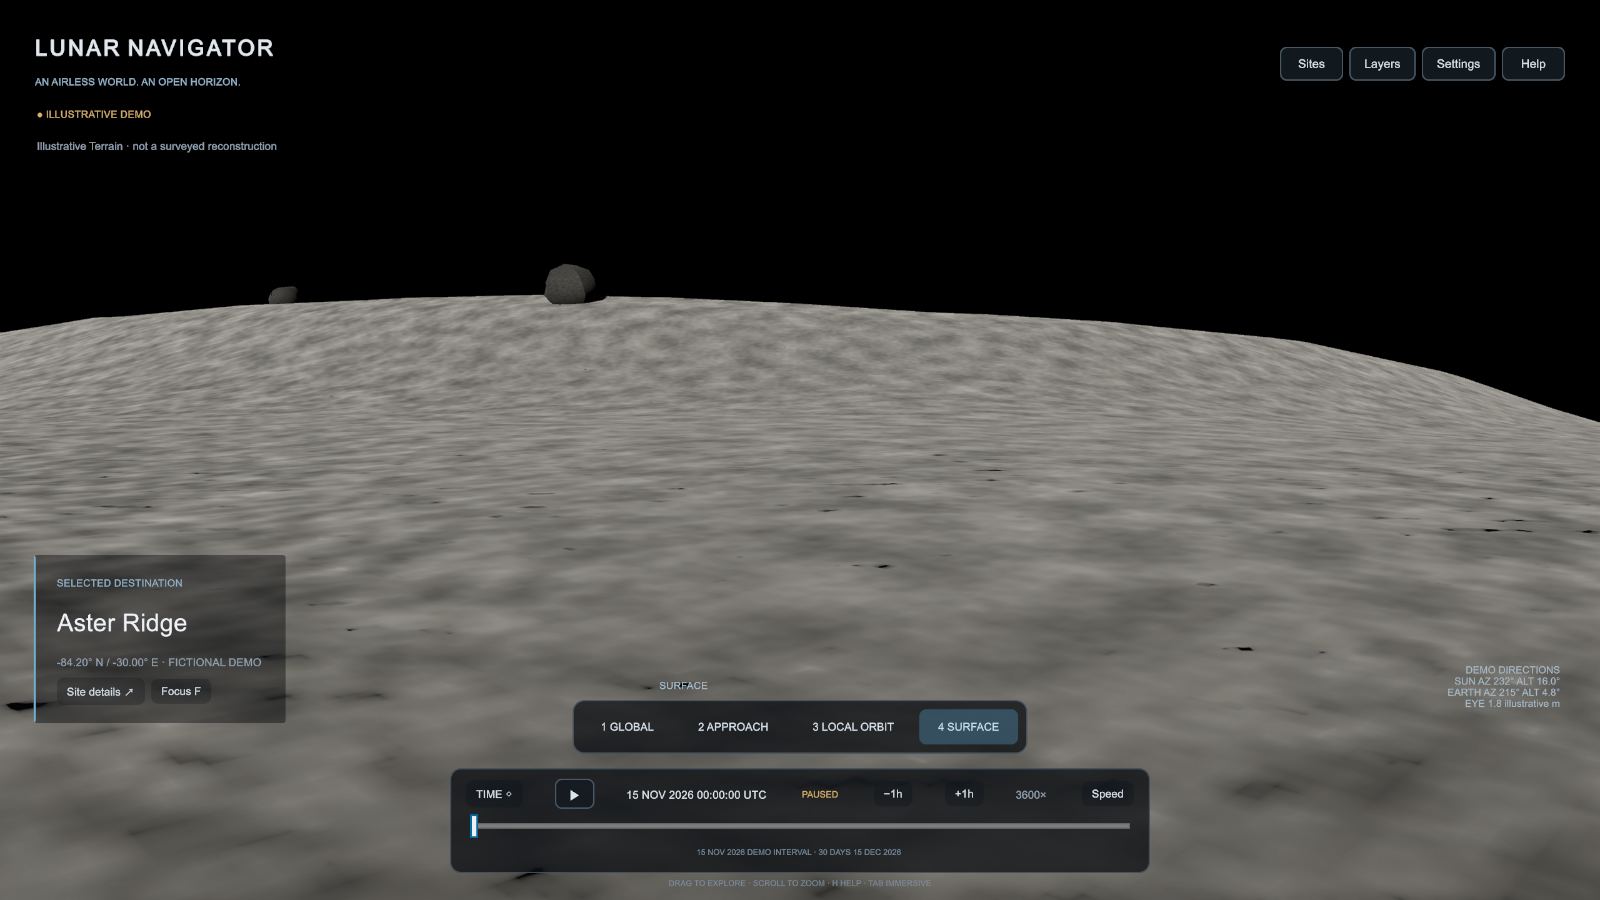 LUNAR NAVIGATOR
AN AIRLESS WORLD. AN OPEN HORIZON.
● ILLUSTRATIVE DEMO
Illustrative Terrain · not a surveyed reconstruction
Sites
Layers
Settings
Help
SELECTED DESTINATION
Aster Ridge
-84.20° N / -30.00° E · FICTIONAL DEMO
Site details ↗
Focus F
DEMO DIRECTIONS
SUN AZ 232° ALT 16.0°
EARTH AZ 215° ALT 4.8°
EYE 1.8 illustrative m
SURFACE
1 GLOBAL
2 APPROACH
3 LOCAL ORBIT
4 SURFACE
TIME ◇
15 NOV 2026 00:00:00 UTC
PAUSED
−1h
+1h
3600×
Speed
15 NOV 2026 DEMO INTERVAL · 30 DAYS 15 DEC 2026
DRAG TO EXPLORE · SCROLL TO ZOOM · H HELP · TAB IMMERSIVE